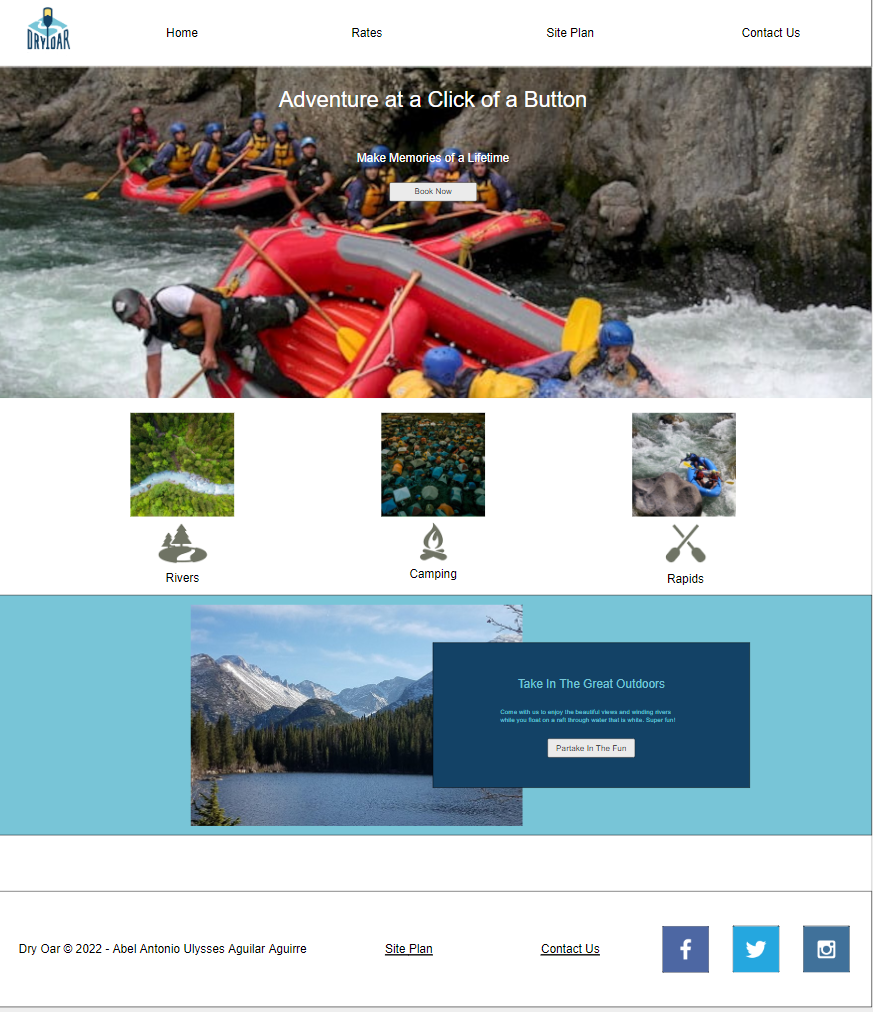 DRY OAR
Home
Rates
Site Plan
Contact Us
Adventure at a Click of a Button
Make Memories of a Lifetime
Book Now
Rivers
Camping
Rapids
Take In The Great Outdoors
Come with us to enjoy the beautiful views and winding rivers
while you float on a raft through water that is white. Super fun!
Partake In The Fun
Dry Oar © 2022 - Abel Antonio Ulysses Aguilar Aguirre
Site Plan
Contact Us